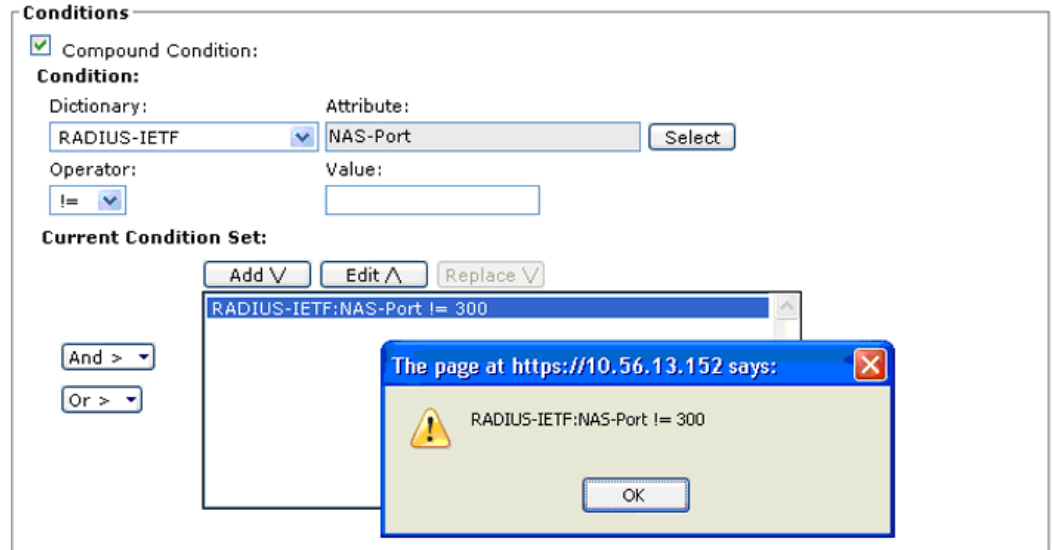 Conditions
Compound Condition:
Condition:
Dictionary: Attribute:
RADIUS-IETF NAS-Port Select
Operator: Value:
!=
Current Condition Set:
Add \/ Edit /\ Replace \/
RADIUS-IETF:NAS-Port != 300
And >
Or >
The page at https://10.56.13.152 says:
RADIUS-IETF:NAS-Port != 300
OK